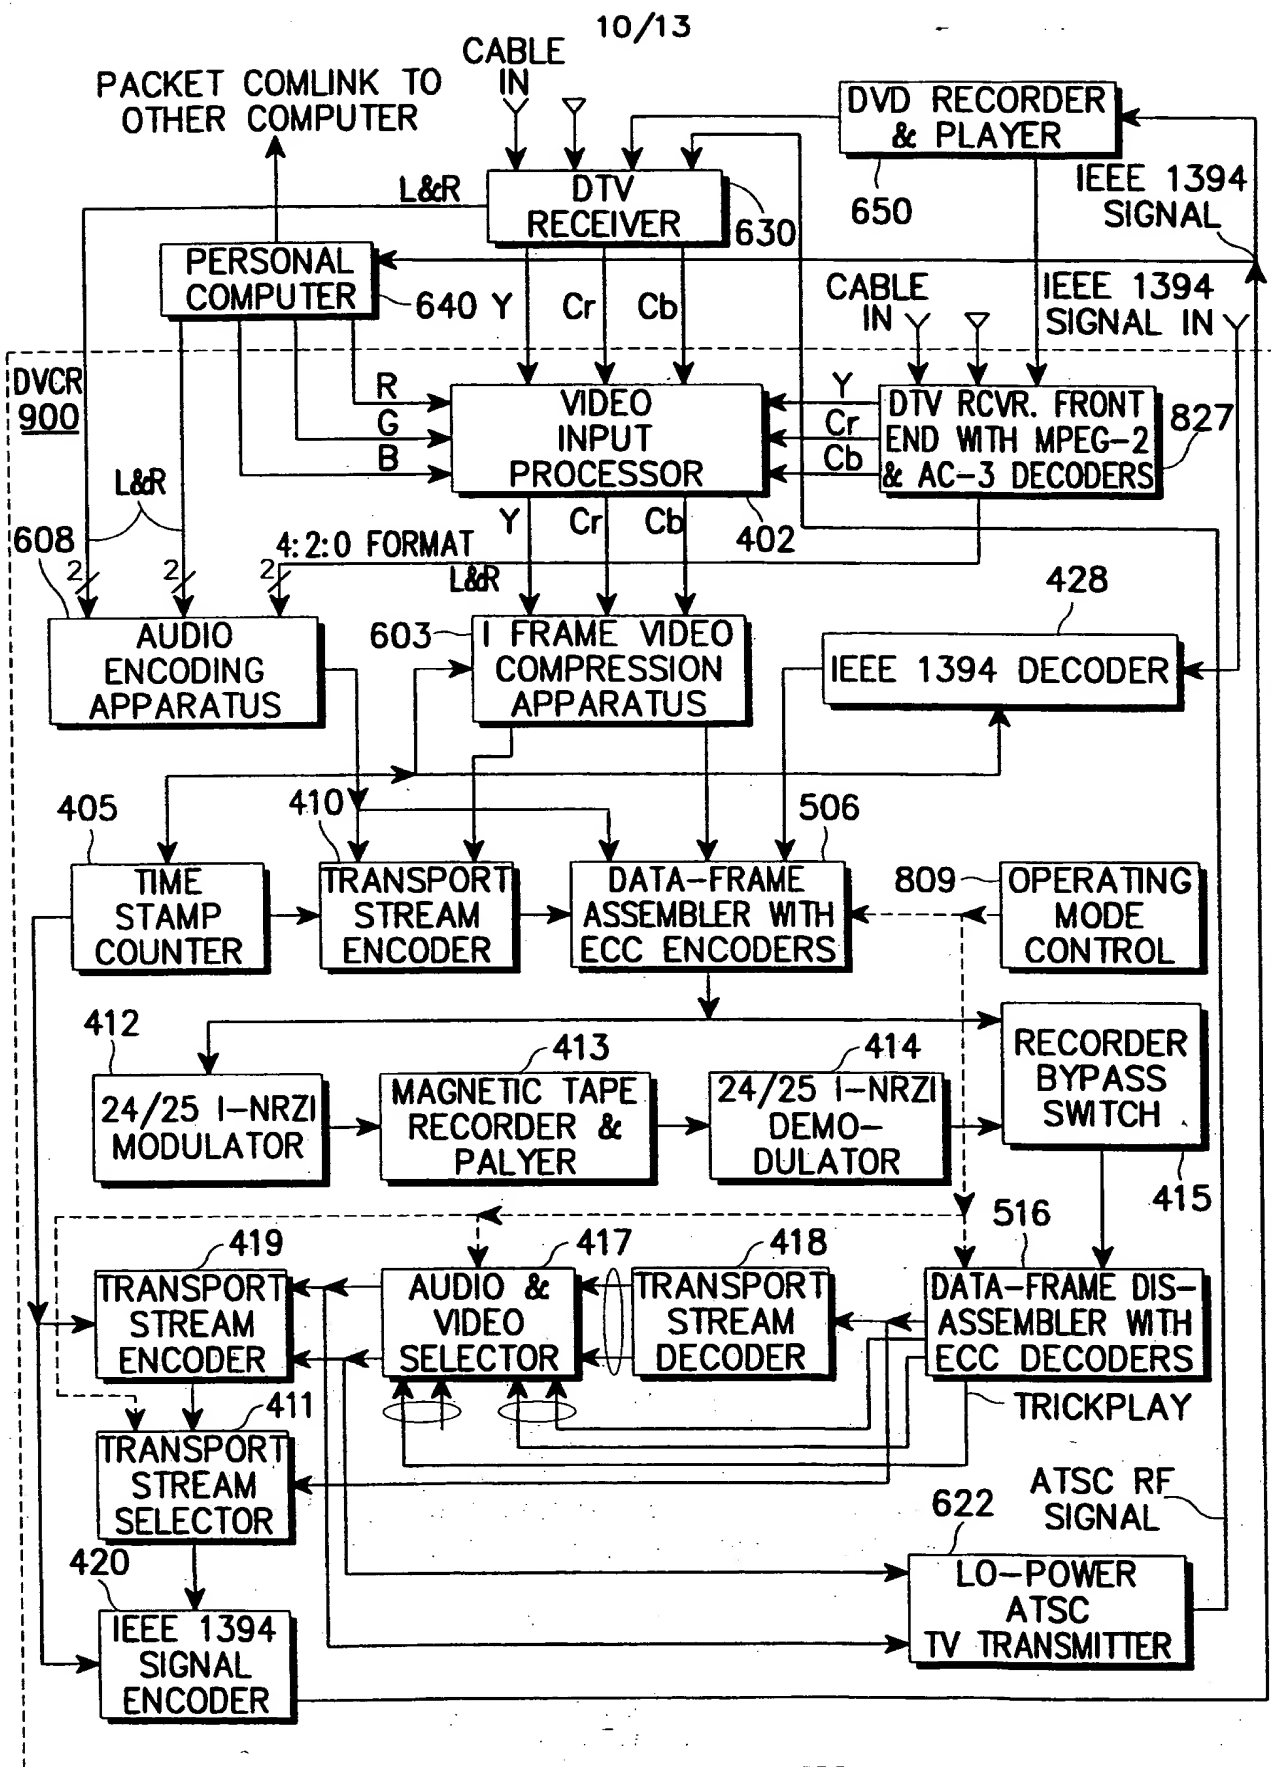 10/13
CABLE
IN
PACKET COMLINK TO
OTHER COMPUTER
DVD RECORDER
& PLAYER
650
IEEE 1394
SIGNAL
L&R
DTV
RECEIVER
630
PERSONAL
COMPUTER
640
Y
Cr
Cb
CABLE
IN
IEEE 1394
SIGNAL IN
DVCR
900
R
G
B
VIDEO
INPUT
PROCESSOR
402
Y
Cr
Cb
DTV RCVR. FRONT
END WITH MPEG-2
& AC-3 DECODERS
827
L&R
Y
Cr
Cb
608
4:2:0 FORMAT
L&R
2
2
2
428
AUDIO
ENCODING
APPARATUS
603
I FRAME VIDEO
COMPRESSION
APPARATUS
IEEE 1394 DECODER
405
410
506
TIME
STAMP
COUNTER
TRANSPORT
STREAM
ENCODER
DATA-FRAME
ASSEMBLER WITH
ECC ENCODERS
809
OPERATING
MODE
CONTROL
412
413
414
24/25 I-NRZI
MODULATOR
MAGNETIC TAPE
RECORDER &
PALYER
24/25 I-NRZI
DEMO-
DULATOR
RECORDER
BYPASS
SWITCH
415
419
417
418
516
TRANSPORT
STREAM
ENCODER
AUDIO &
VIDEO
SELECTOR
TRANSPORT
STREAM
DECODER
DATA-FRAME DIS-
ASSEMBLER WITH
ECC DECODERS
TRICKPLAY
411
TRANSPORT
STREAM
SELECTOR
ATSC RF
SIGNAL
622
420
LO-POWER
ATSC
TV TRANSMITTER
IEEE 1394
SIGNAL
ENCODER